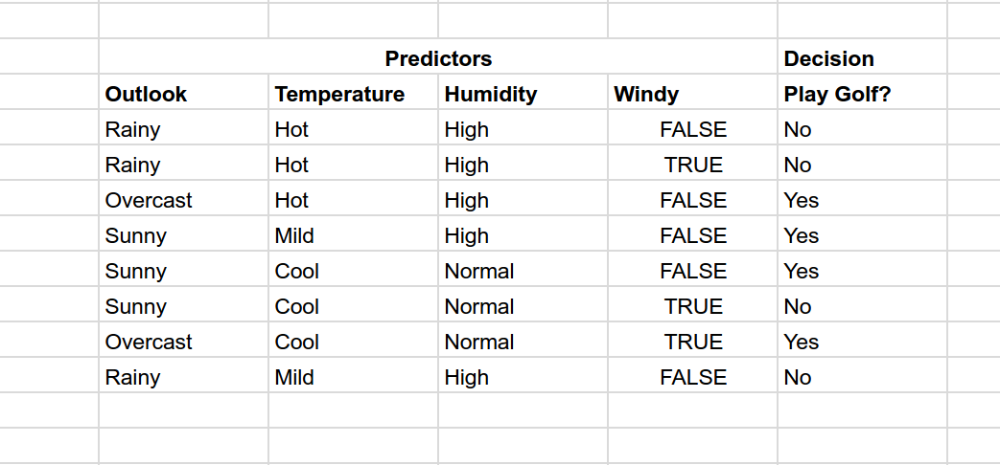 Predictors Decision
Outlook Temperature Humidity Windy Play Golf?
Rainy Hot High FALSE No
Rainy Hot High TRUE No
Overcast Hot High FALSE Yes
Sunny Mild High FALSE Yes
Sunny Cool Normal FALSE Yes
Sunny Cool Normal TRUE No
Overcast Cool Normal TRUE Yes
Rainy Mild High FALSE No